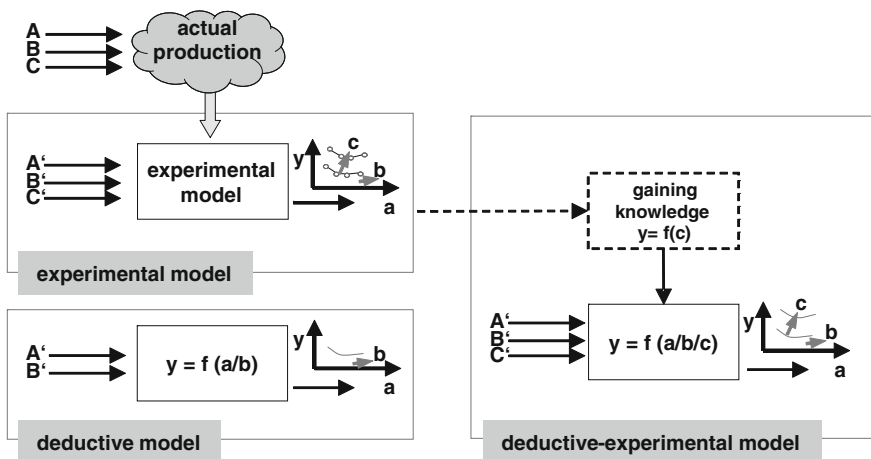 A
B
C
actual
production
A‘
B‘
C‘
experimental
model
y
c
b
a
experimental model
A‘
B‘
y = f (a/b)
y
b
a
deductive model
gaining
knowledge
y= f(c)
A‘
B‘
C‘
y = f (a/b/c)
y
c
b
a
deductive-experimental model